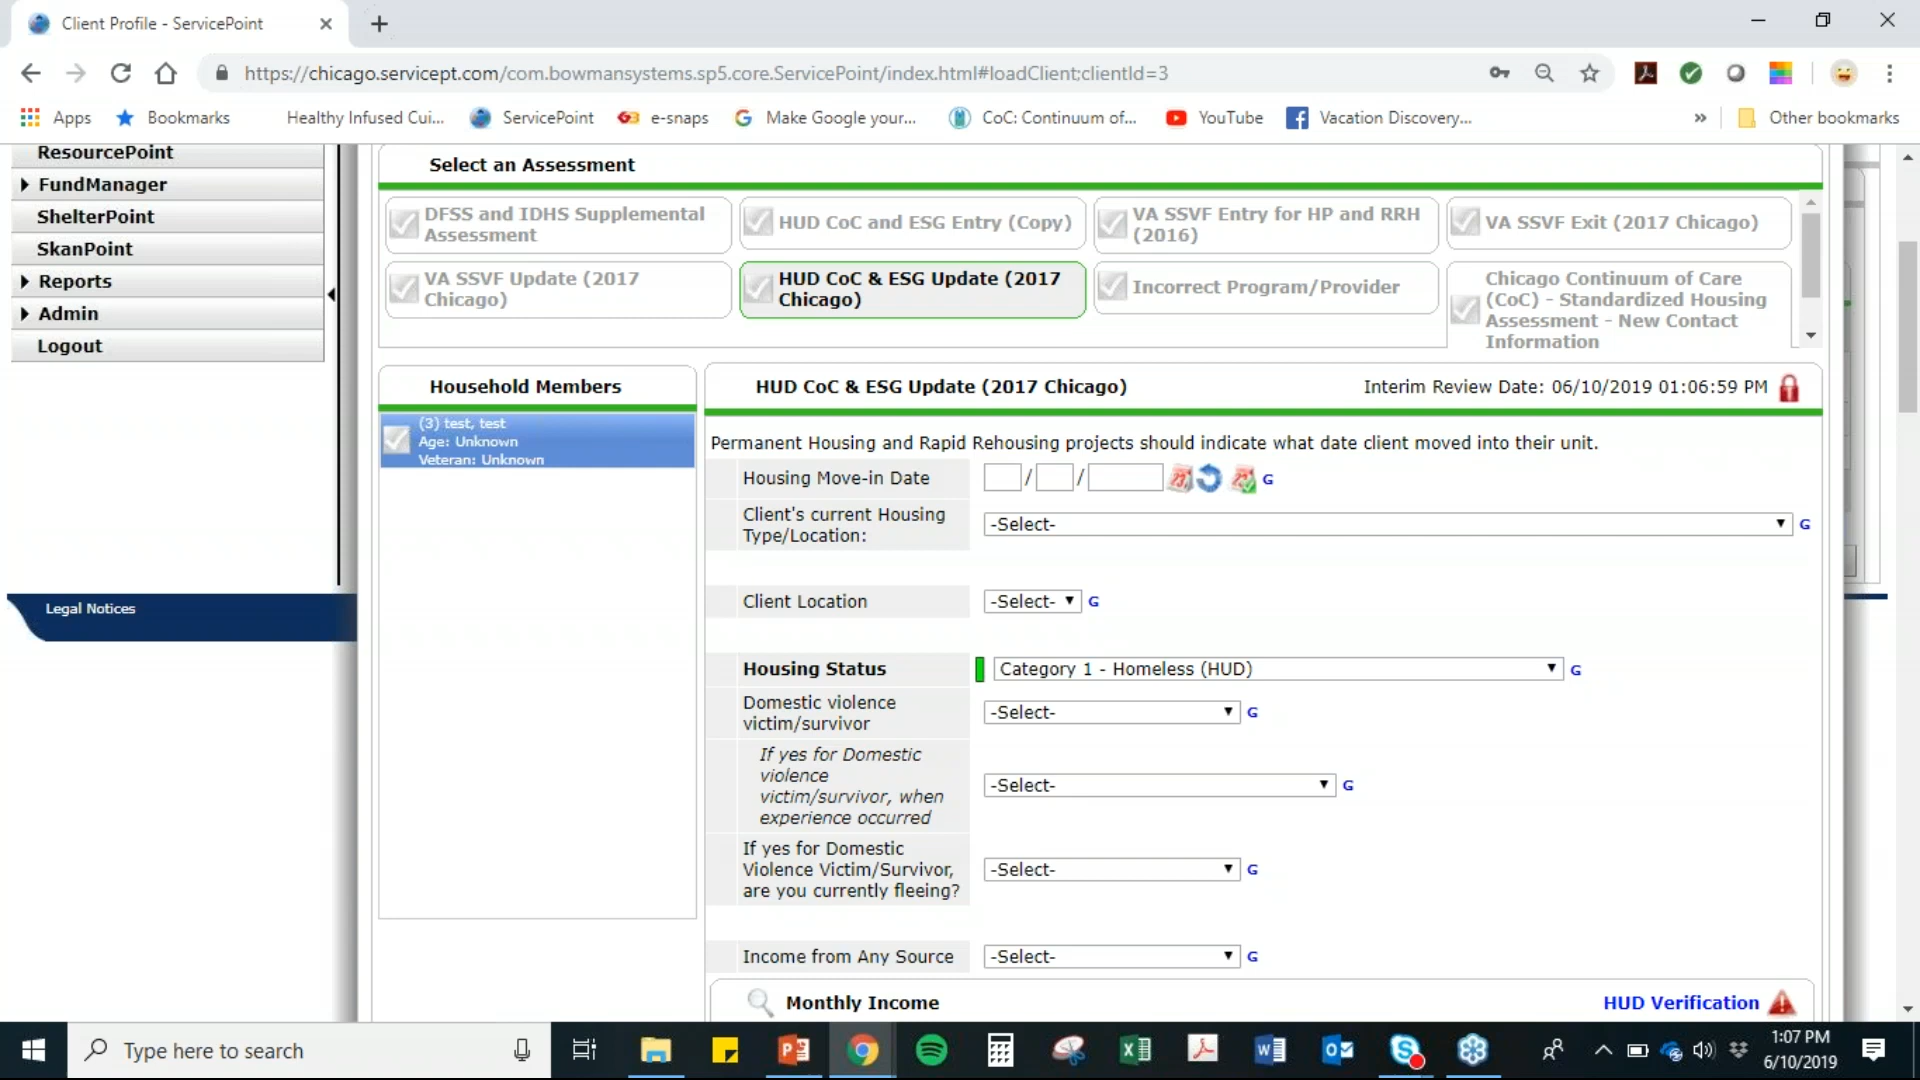 Client Profile - ServicePoint
https://chicago.servicept.com/com.bowmansystems.sp5.core.ServicePoint/index.html#loadClient;clientId=3
Apps
Bookmarks
Healthy Infused Cui...
ServicePoint
e-snaps
Make Google your...
CoC: Continuum of...
YouTube
Vacation Discovery...
Other bookmarks
ResourcePoint
FundManager
ShelterPoint
SkanPoint
Reports
Admin
Logout
Legal Notices
Select an Assessment
DFSS and IDHS Supplemental
Assessment
HUD CoC and ESG Entry (Copy)
VA SSVF Entry for HP and RRH
(2016)
VA SSVF Exit (2017 Chicago)
VA SSVF Update (2017
Chicago)
HUD CoC & ESG Update (2017
Chicago)
Incorrect Program/Provider
Chicago Continuum of Care
(CoC) - Standardized Housing
Assessment - New Contact
Information
Household Members
(3) test, test
Age: Unknown
Veteran: Unknown
HUD CoC & ESG Update (2017 Chicago)
Interim Review Date: 06/10/2019 01:06:59 PM
Permanent Housing and Rapid Rehousing projects should indicate what date client moved into their unit.
Housing Move-in Date
/ / G
Client's current Housing
Type/Location:
-Select- G
Client Location
-Select- G
Housing Status
Category 1 - Homeless (HUD) G
Domestic violence
victim/survivor
-Select- G
If yes for Domestic
violence
victim/survivor, when
experience occurred
-Select- G
If yes for Domestic
Violence Victim/Survivor,
are you currently fleeing?
-Select- G
Income from Any Source
-Select- G
Monthly Income
HUD Verification
Type here to search
1:07 PM
6/10/2019